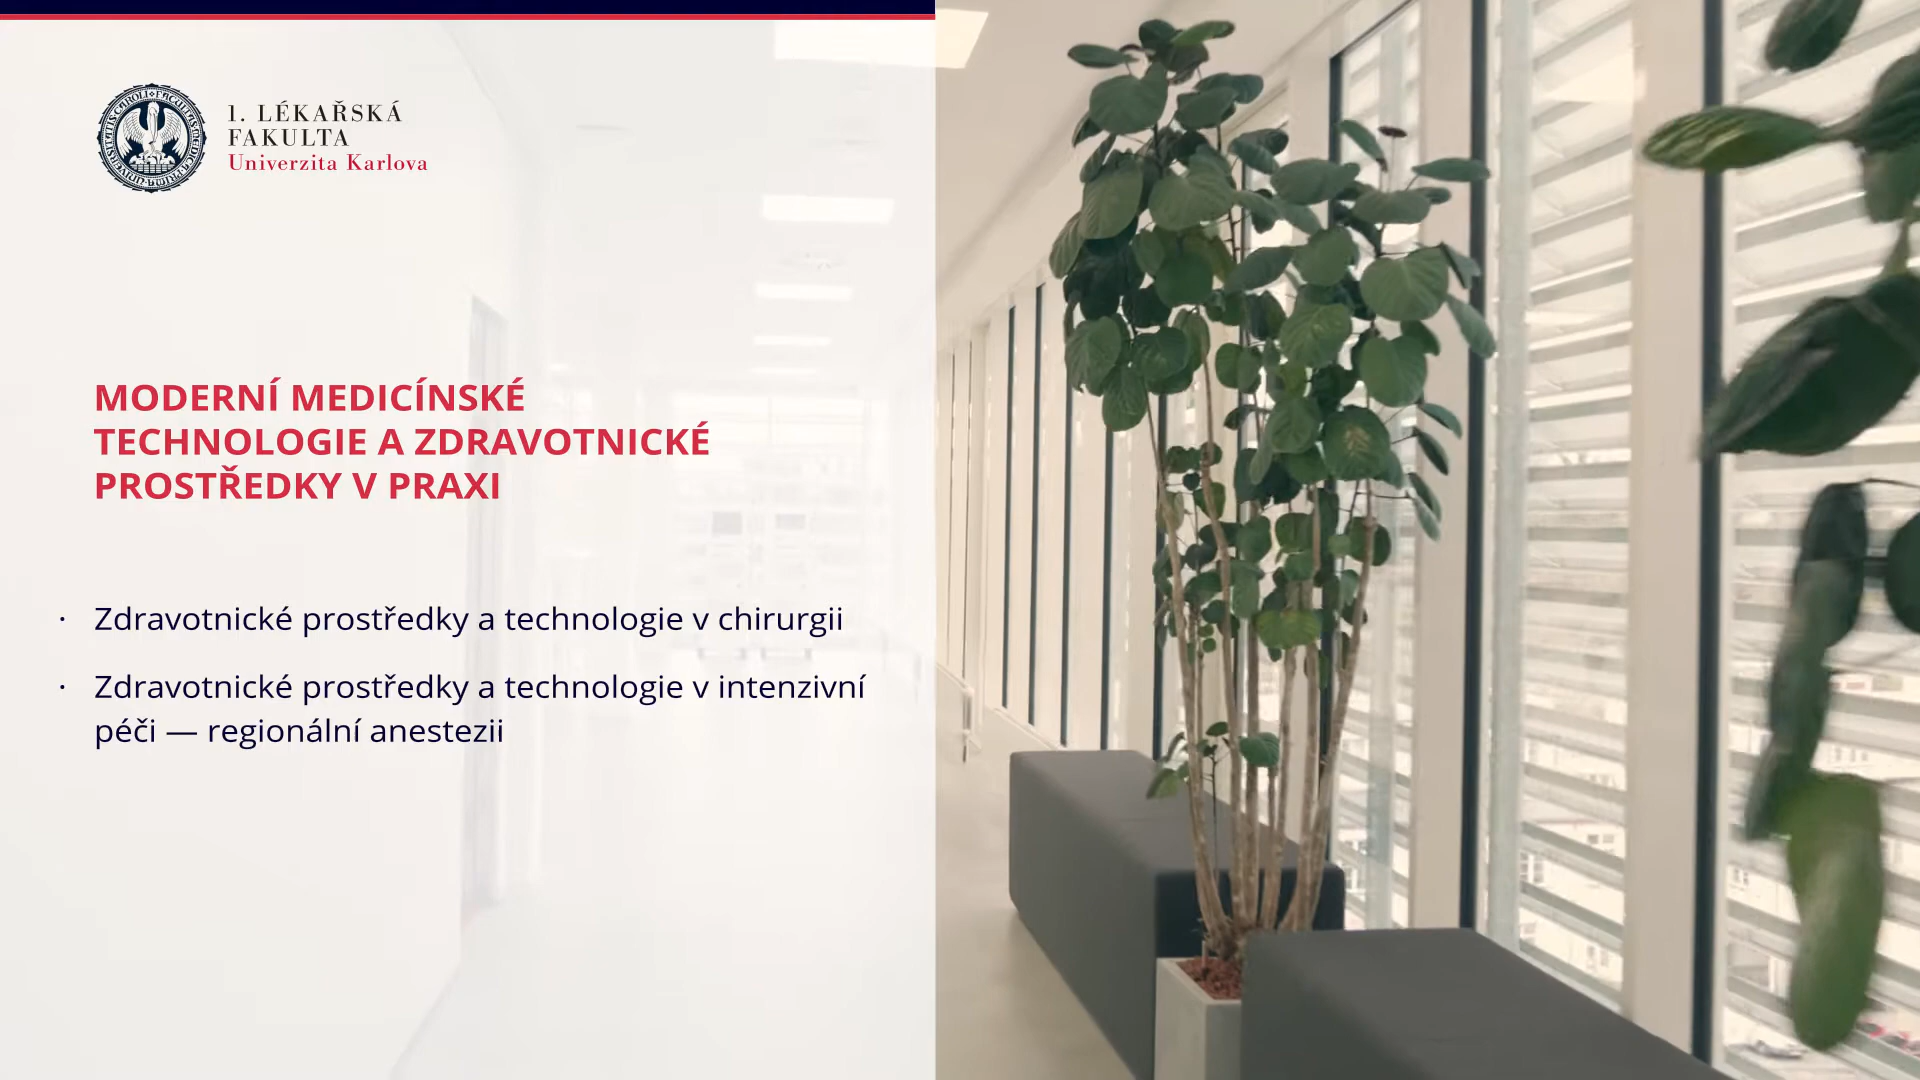 1. LÉKAŘSKÁ
FAKULTA
Univerzita Karlova
MODERNÍ MEDICÍNSKÉ
TECHNOLOGIE A ZDRAVOTNICKÉ
PROSTŘEDKY V PRAXI
· Zdravotnické prostředky a technologie v chirurgii
· Zdravotnické prostředky a technologie v intenzivní
péči — regionální anestezii